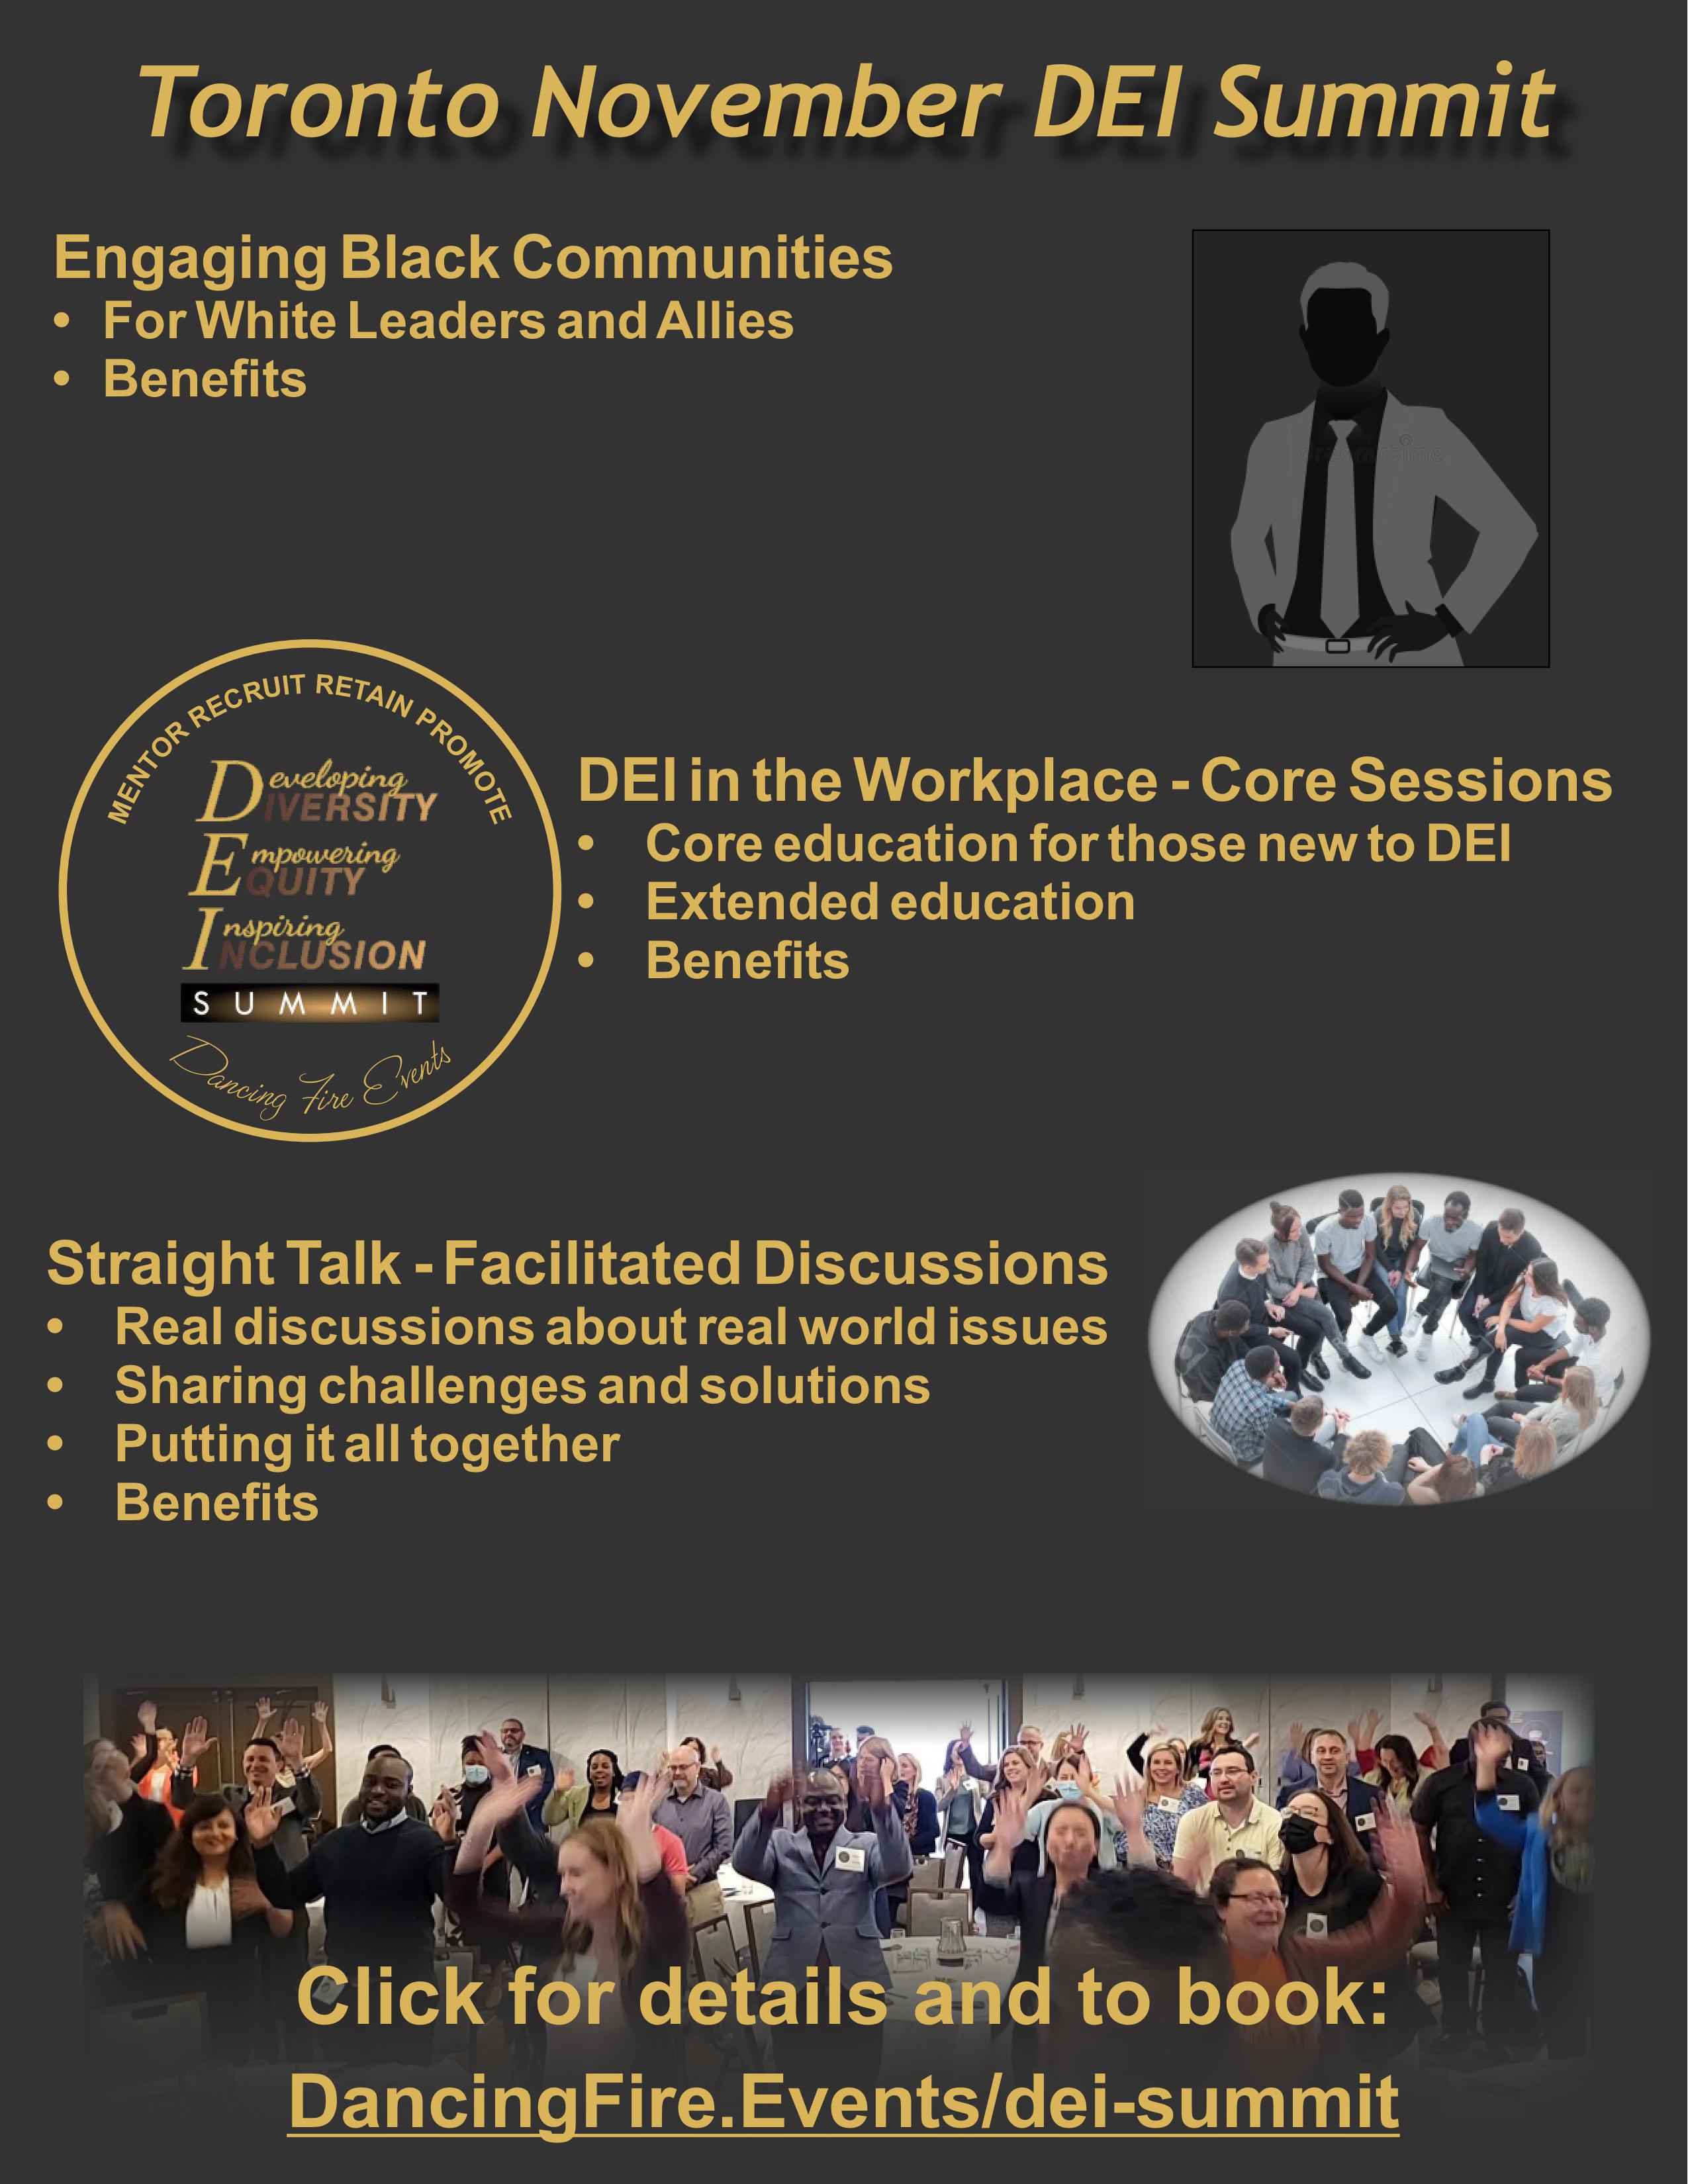 Toronto November DEI Summit
Engaging Black Communities
• For White Leaders and Allies
• Benefits
MENTOR RECRUIT RETAIN PROMOTE
Developing
DIVERSITY
Empowering
EQUITY
Inspiring
INCLUSION
SUMMIT
Dancing Fire Events
DEI in the Workplace - Core Sessions
• Core education for those new to DEI
• Extended education
• Benefits
Straight Talk - Facilitated Discussions
• Real discussions about real world issues
• Sharing challenges and solutions
• Putting it all together
• Benefits
Click for details and to book:
DancingFire.Events/dei-summit